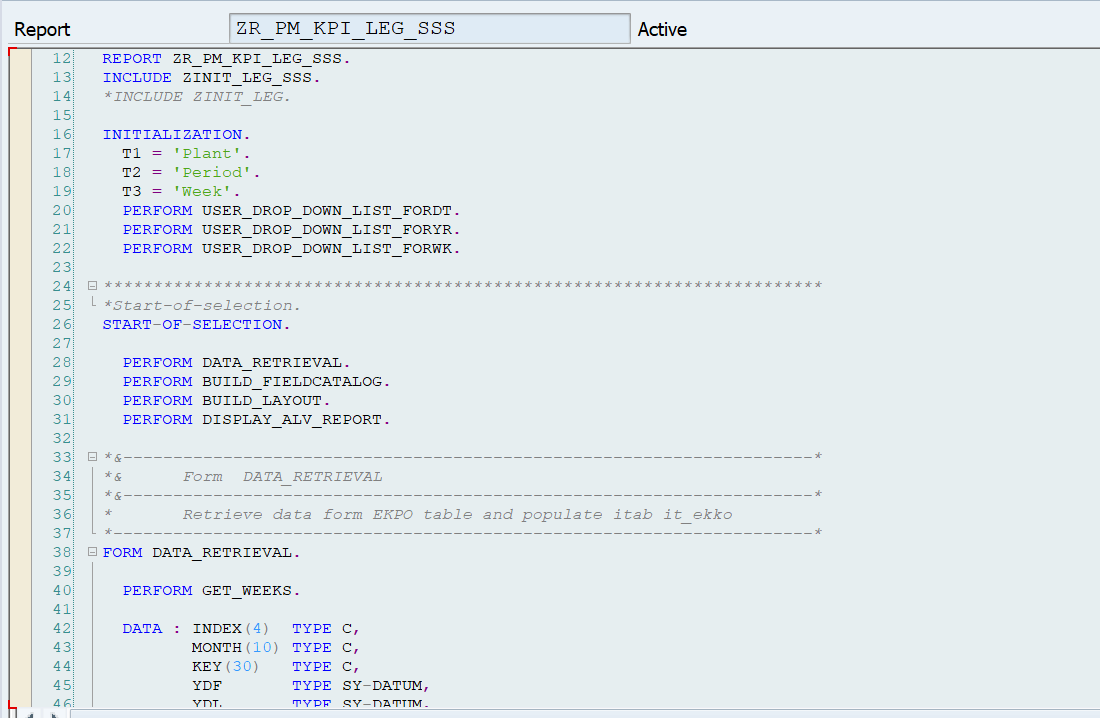 Report ZR_PM_KPI_LEG_SSS Active
12 REPORT ZR_PM_KPI_LEG_SSS.
13 INCLUDE ZINIT_LEG_SSS.
14 *INCLUDE ZINIT_LEG.
15
16 INITIALIZATION.
17 T1 = 'Plant'.
18 T2 = 'Period'.
19 T3 = 'Week'.
20 PERFORM USER_DROP_DOWN_LIST_FORDT.
21 PERFORM USER_DROP_DOWN_LIST_FORYR.
22 PERFORM USER_DROP_DOWN_LIST_FORWK.
23
24 ************************************************************************
25 *Start-of-selection.
26 START-OF-SELECTION.
27
28 PERFORM DATA_RETRIEVAL.
29 PERFORM BUILD_FIELDCATALOG.
30 PERFORM BUILD_LAYOUT.
31 PERFORM DISPLAY_ALV_REPORT.
32
33 *&---------------------------------------------------------------------*
34 *& Form DATA_RETRIEVAL
35 *&---------------------------------------------------------------------*
36 * Retrieve data form EKPO table and populate itab it_ekko
37 *----------------------------------------------------------------------*
38 FORM DATA_RETRIEVAL.
39
40 PERFORM GET_WEEKS.
41
42 DATA : INDEX(4) TYPE C,
43 MONTH(10) TYPE C,
44 KEY(30) TYPE C,
45 YDF TYPE SY-DATUM,
46 YDL TYPE SY-DATUM.